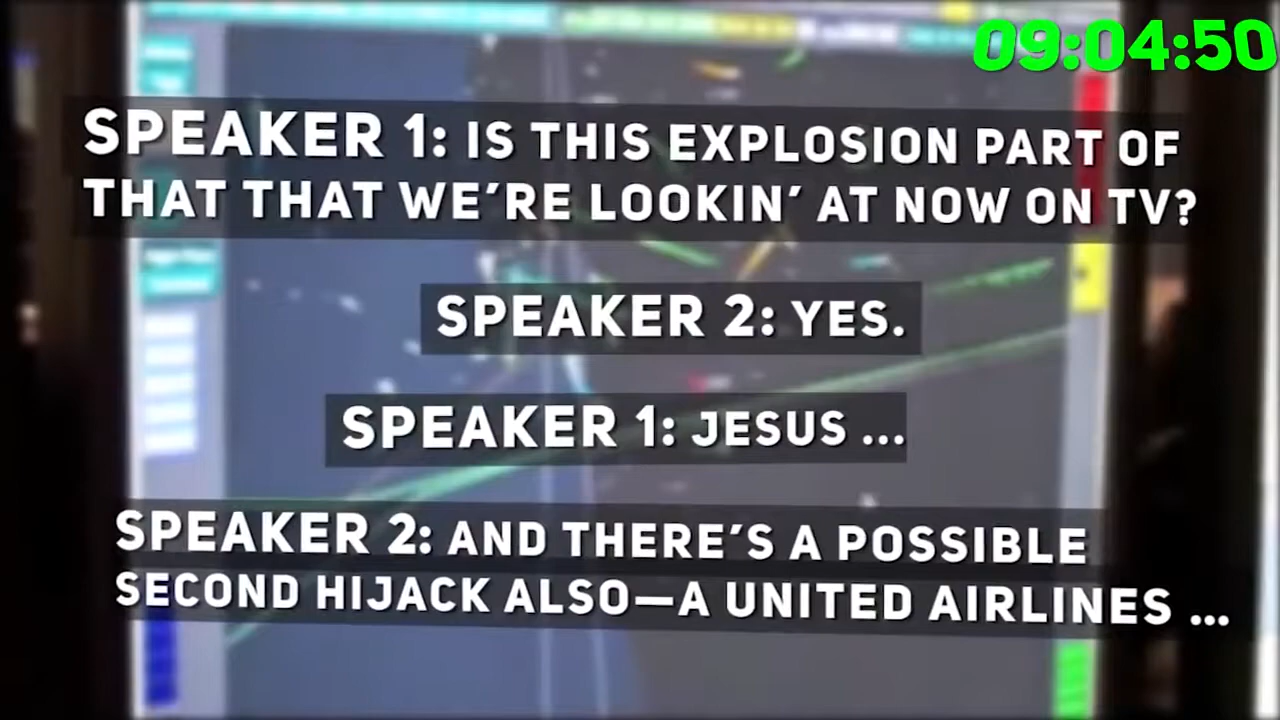 09:04:50
SPEAKER 1: IS THIS EXPLOSION PART OF
THAT THAT WE'RE LOOKIN' AT NOW ON TV?
SPEAKER 2: YES.
SPEAKER 1: JESUS ...
SPEAKER 2: AND THERE'S A POSSIBLE
SECOND HIJACK ALSO—A UNITED AIRLINES ...